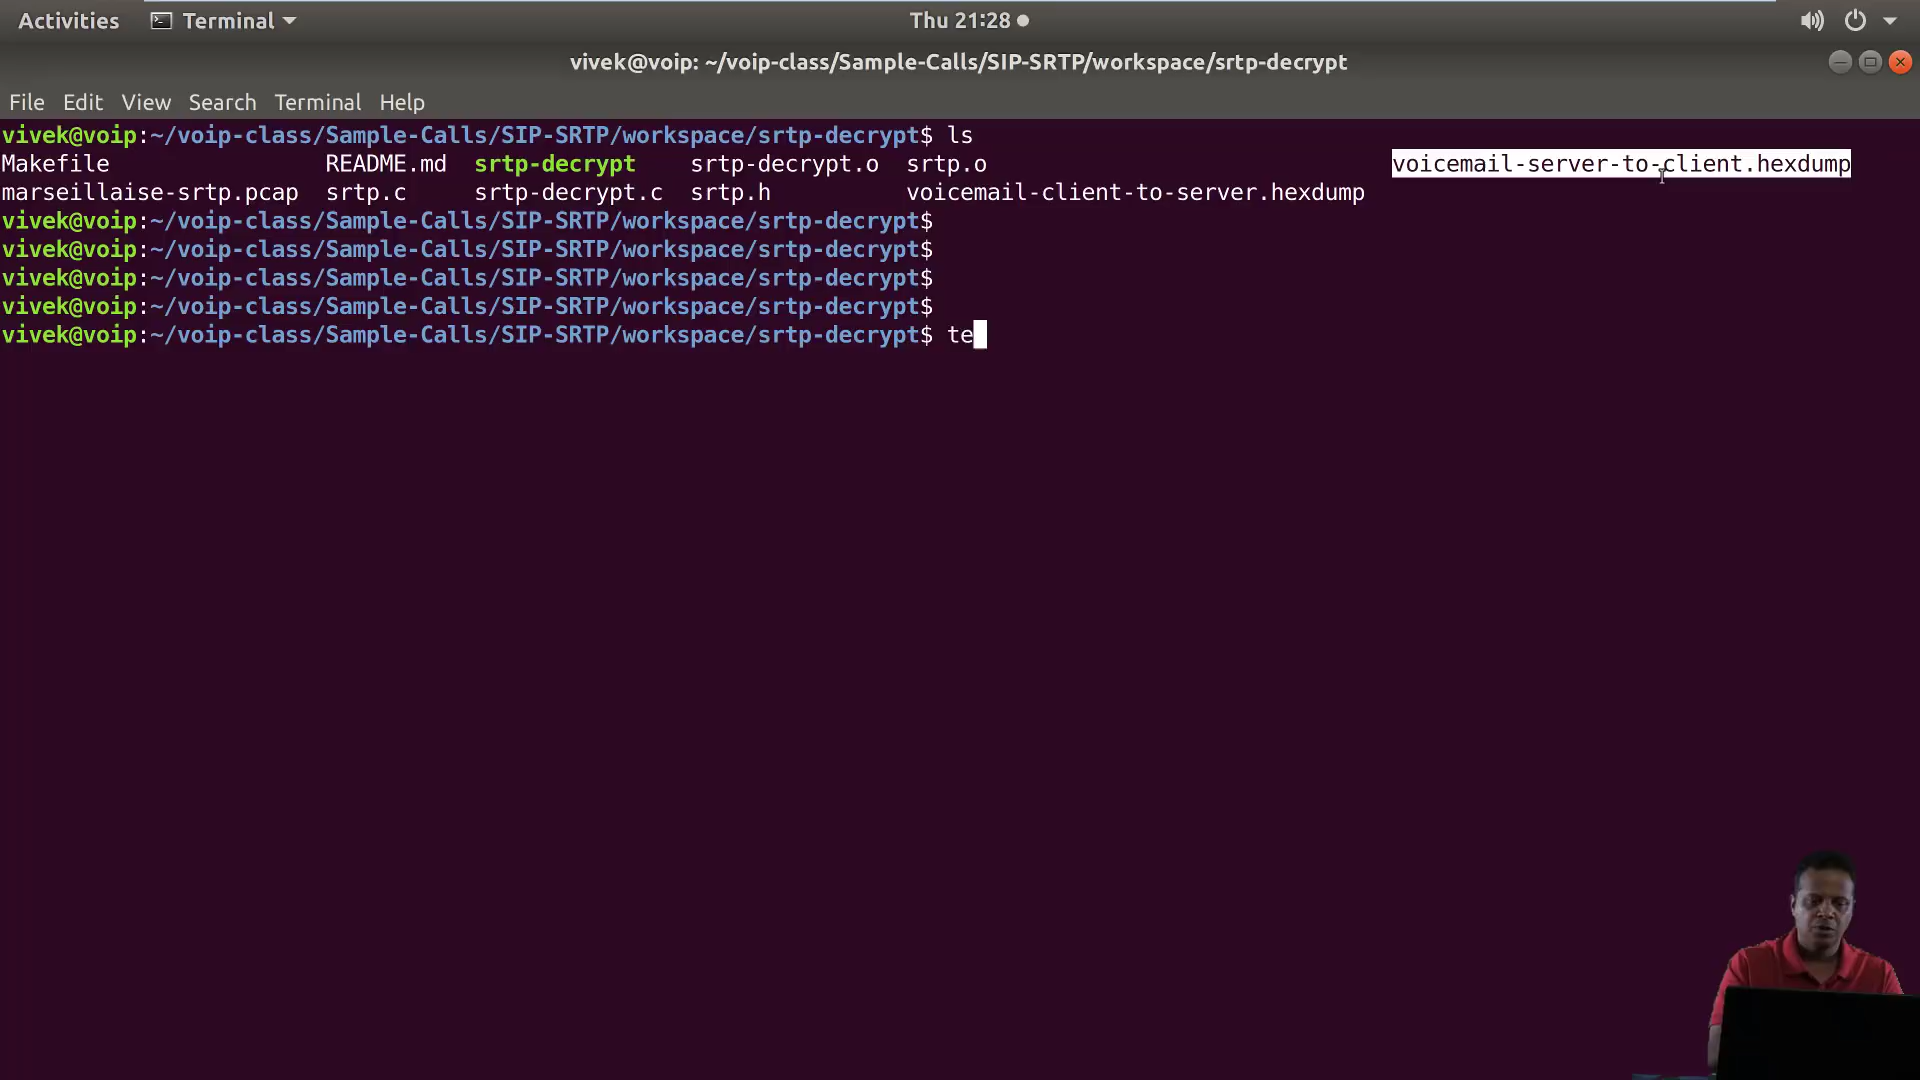 Activities Terminal Thu 21:28
vivek@voip: ~/voip-class/Sample-Calls/SIP-SRTP/workspace/srtp-decrypt
File Edit View Search Terminal Help
vivek@voip:~/voip-class/Sample-Calls/SIP-SRTP/workspace/srtp-decrypt$ ls
Makefile README.md srtp-decrypt srtp-decrypt.o srtp.o voicemail-server-to-client.hexdump
marseillaise-srtp.pcap srtp.c srtp-decrypt.c srtp.h voicemail-client-to-server.hexdump
vivek@voip:~/voip-class/Sample-Calls/SIP-SRTP/workspace/srtp-decrypt$
vivek@voip:~/voip-class/Sample-Calls/SIP-SRTP/workspace/srtp-decrypt$
vivek@voip:~/voip-class/Sample-Calls/SIP-SRTP/workspace/srtp-decrypt$
vivek@voip:~/voip-class/Sample-Calls/SIP-SRTP/workspace/srtp-decrypt$
vivek@voip:~/voip-class/Sample-Calls/SIP-SRTP/workspace/srtp-decrypt$ te